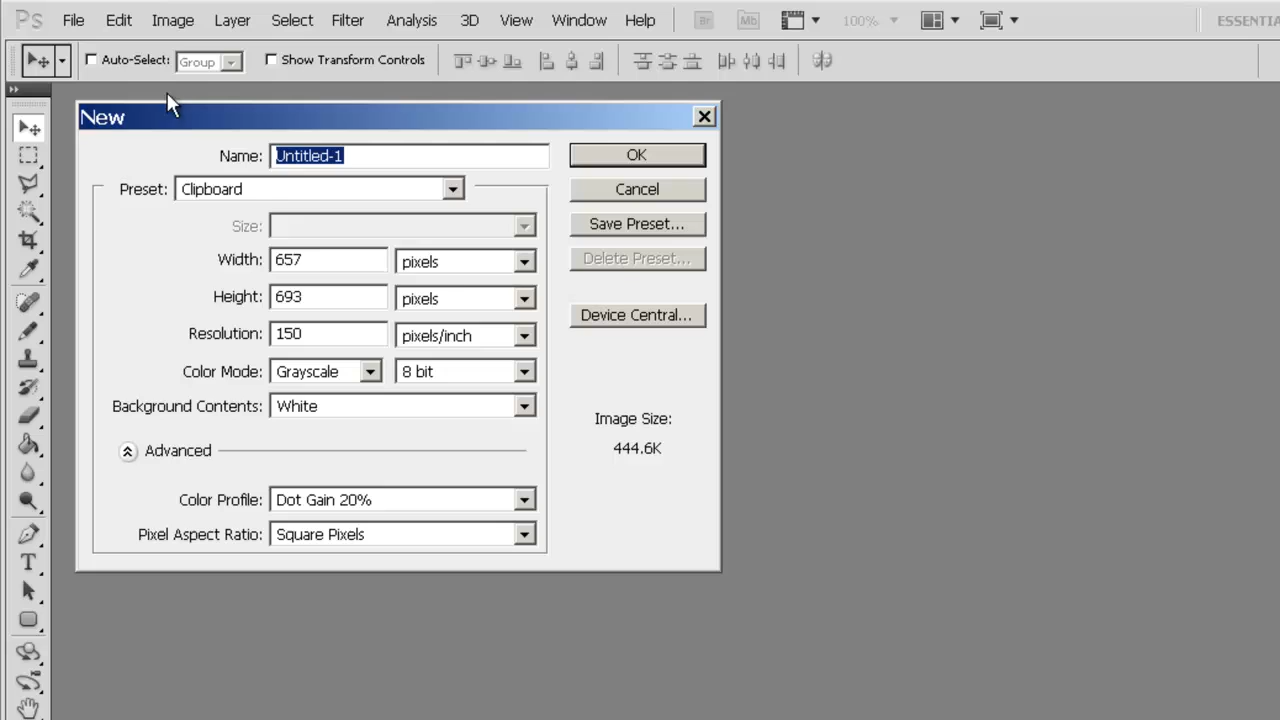 Ps File Edit Image Layer Select Filter Analysis 3D View Window Help Br Mb 100%
Auto-Select: Group Show Transform Controls
New
Name: Untitled-1 OK
Preset: Clipboard Cancel
Size: Save Preset...
Width: 657 pixels Delete Preset...
Height: 693 pixels Device Central...
Resolution: 150 pixels/inch
Color Mode: Grayscale 8 bit
Background Contents: White Image Size:
Advanced 444.6K
Color Profile: Dot Gain 20%
Pixel Aspect Ratio: Square Pixels
T